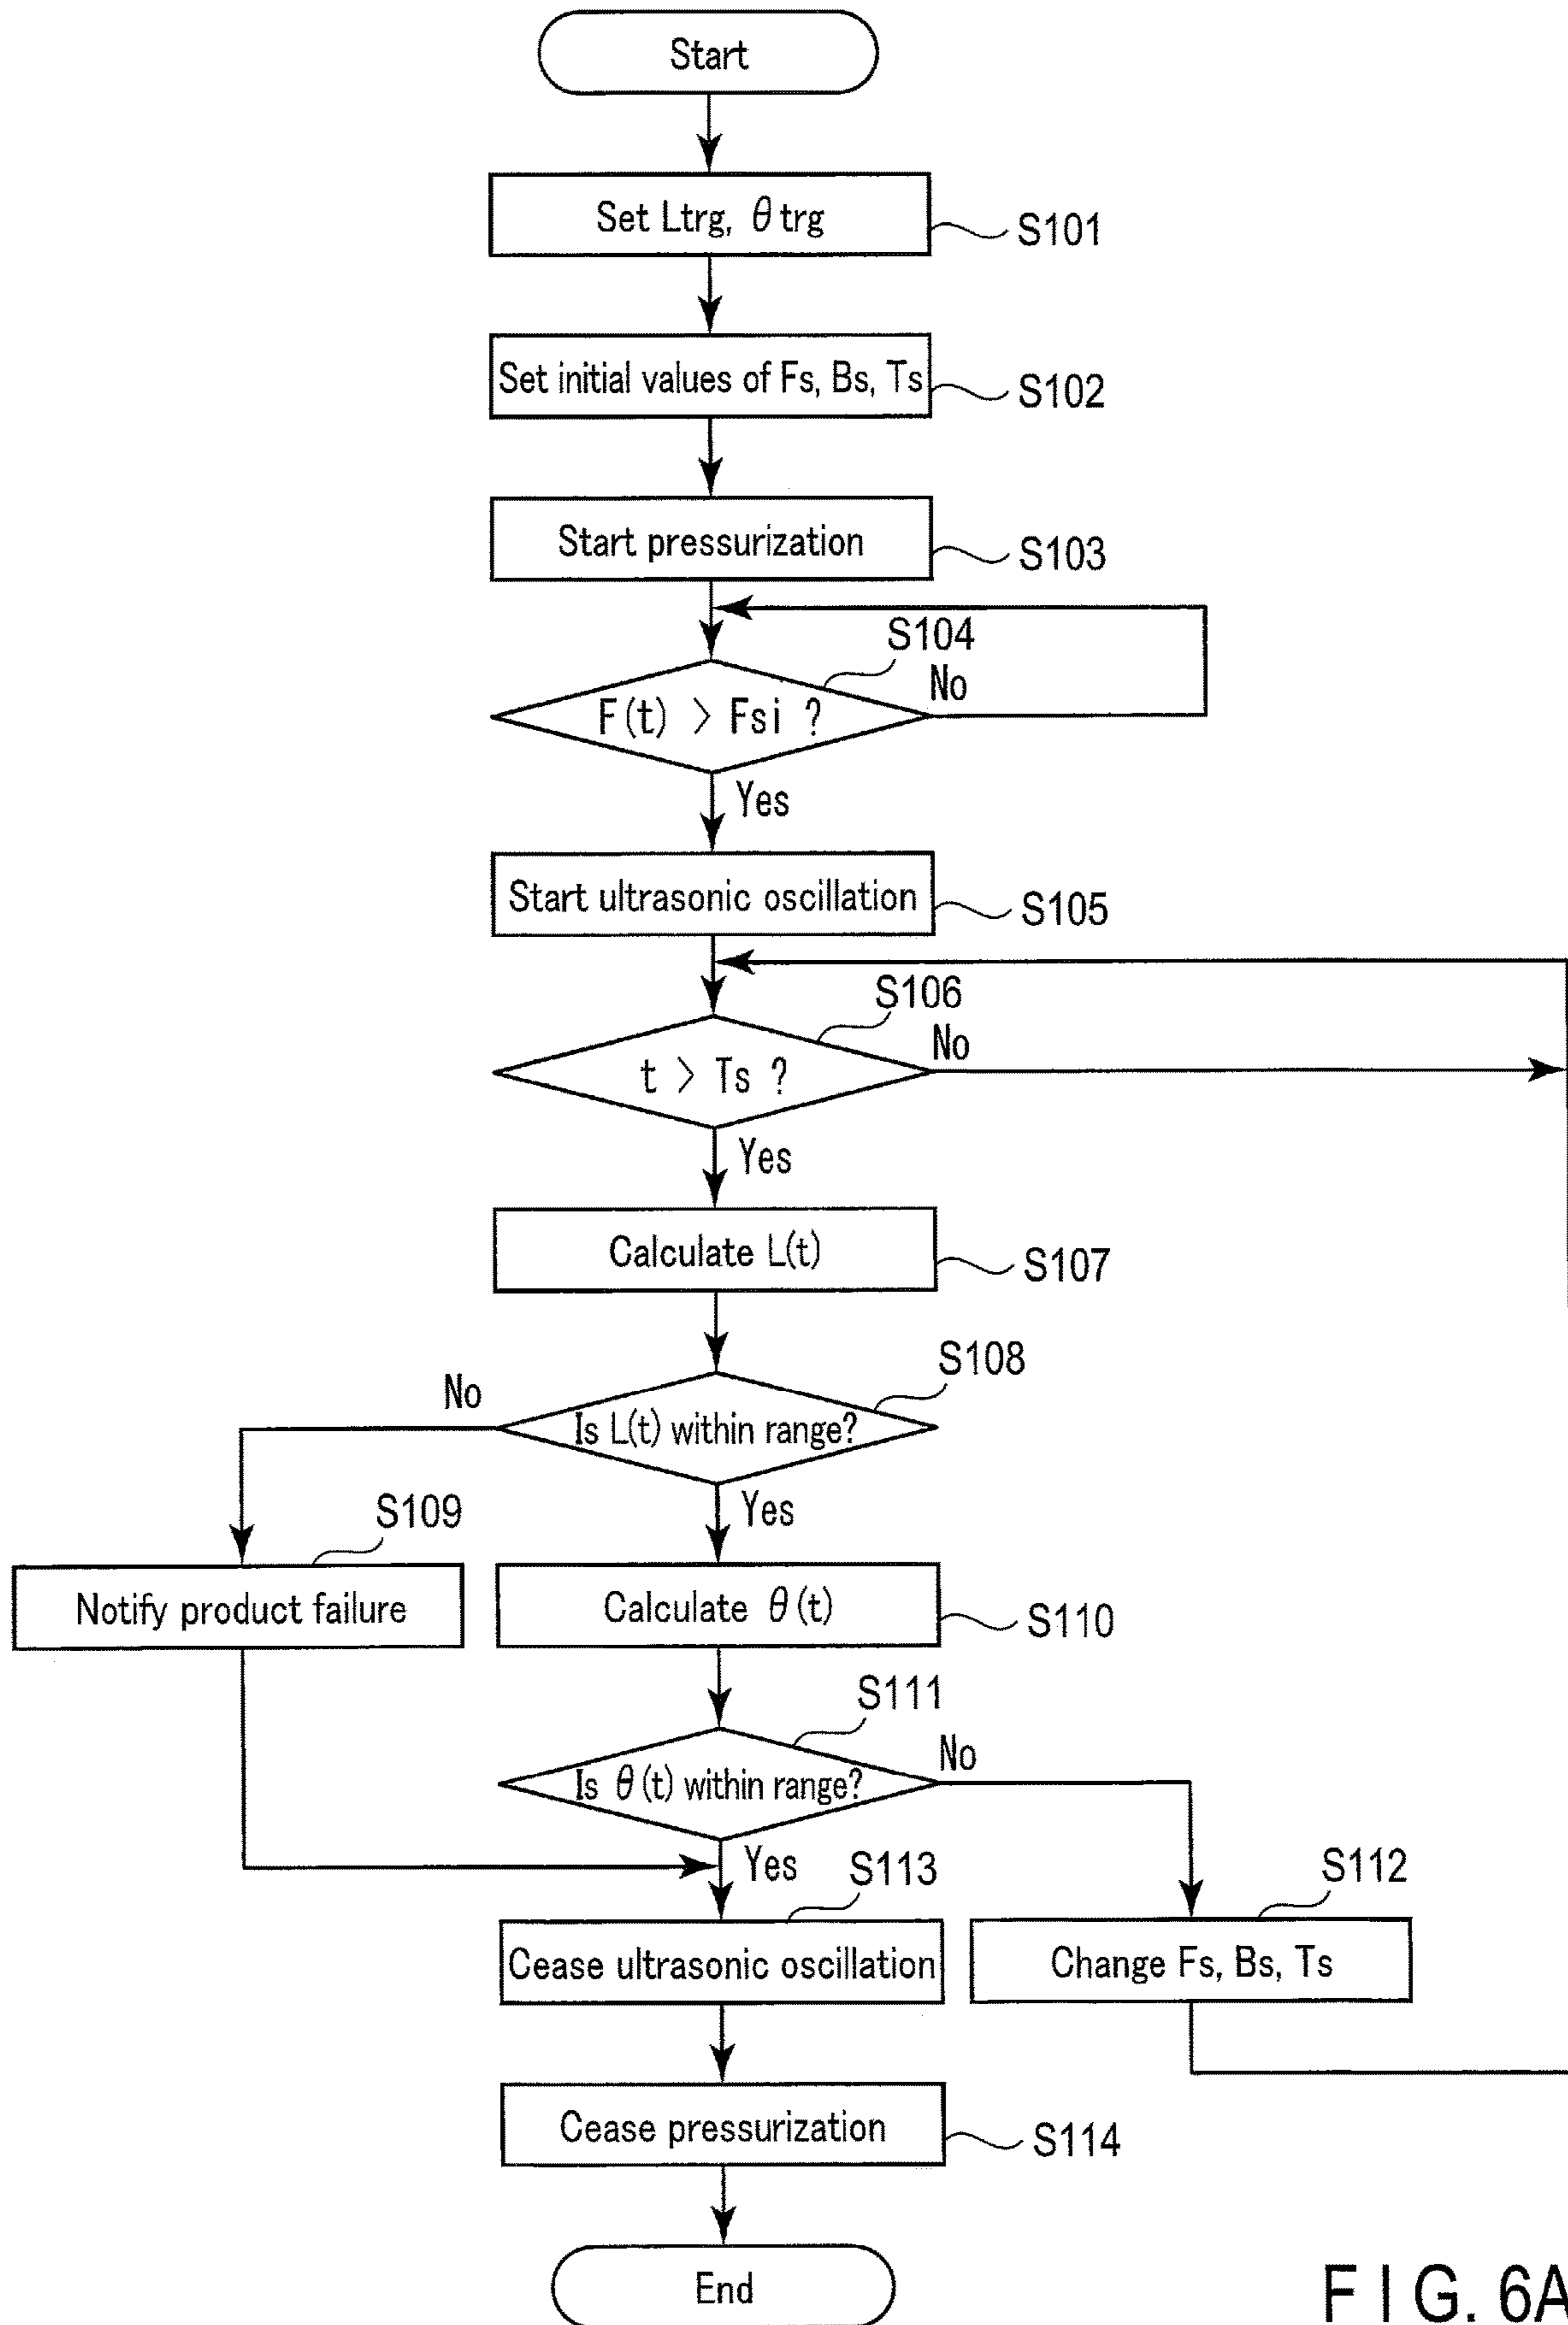 Start
Set Ltrg, θtrg
S101
Set initial values of Fs, Bs, Ts
S102
Start pressurization
S103
S104
F(t) > Fsi ?
No
Yes
Start ultrasonic oscillation
S105
S106
t > Ts ?
No
Yes
Calculate L(t)
S107
S108
No
Is L(t) within range?
Yes
S109
Notify product failure
Calculate θ(t)
S110
S111
Is θ(t) within range?
No
Yes
S113
S112
Cease ultrasonic oscillation
Change Fs, Bs, Ts
Cease pressurization
S114
End
FIG. 6A